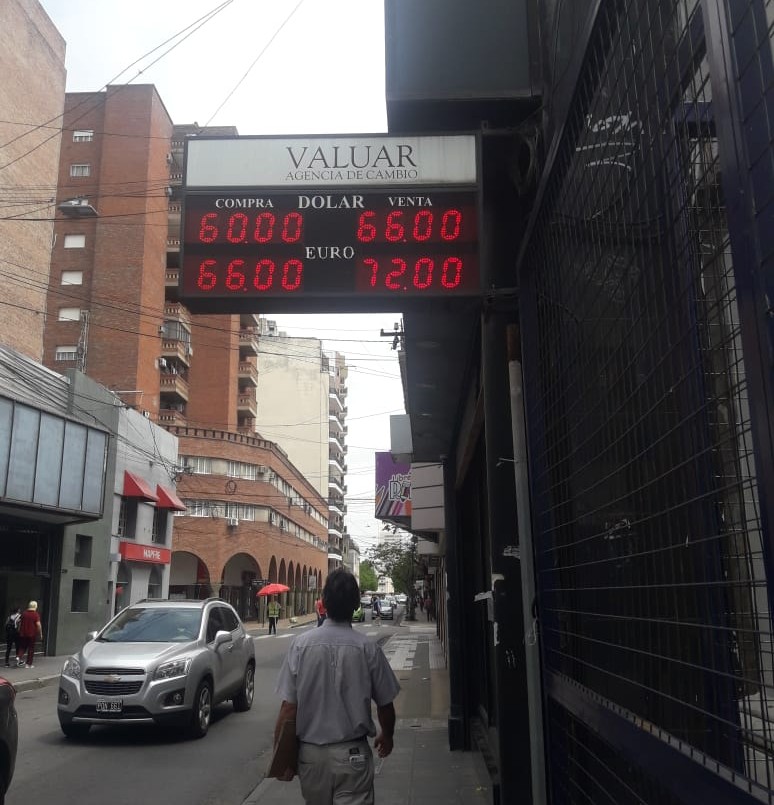 VALUAR
AGENCIA DE CAMBIO
COMPRA DOLAR VENTA
60.00 66.00
EURO
66.00 72.00
MAPFRE